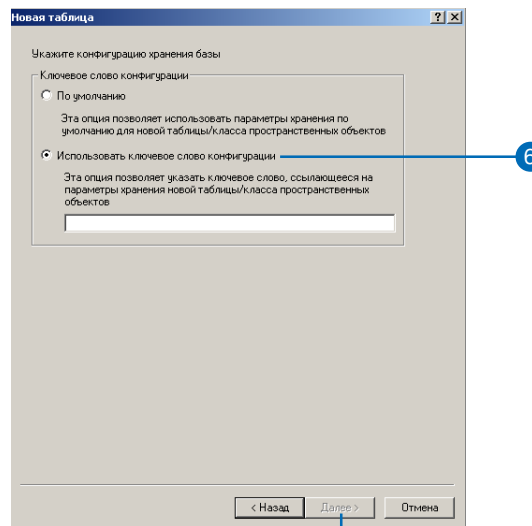 Новая таблица
Укажите конфигурацию хранения базы
Ключевое слово конфигурации
По умолчанию
Эта опция позволяет использовать параметры хранения по
умолчанию для новой таблицы/класса пространственных объектов
Использовать ключевое слово конфигурации
6
Эта опция позволяет указать ключевое слово, ссылающееся на
параметры хранения новой таблицы/класса пространственных
объектов
< Назад
Далее >
Отмена